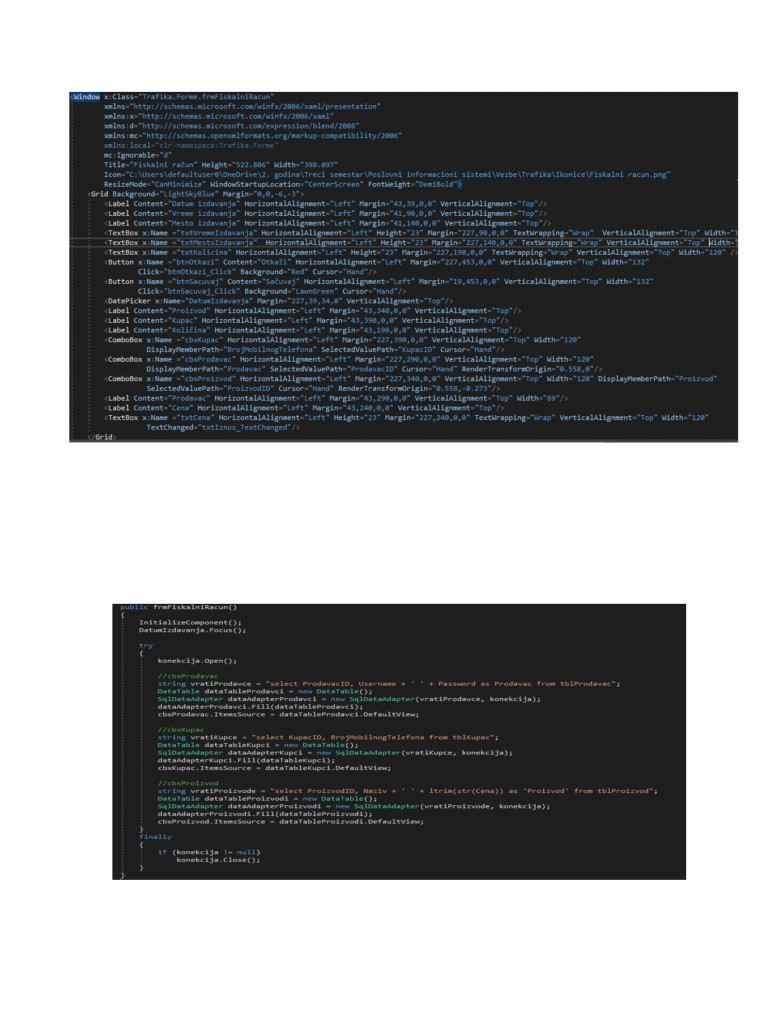 <Window x:Class="Trafika.Forme.frmFiskalniRacun"
xmlns="http://schemas.microsoft.com/winfx/2006/xaml/presentation"
xmlns:x="http://schemas.microsoft.com/winfx/2006/xaml"
xmlns:d="http://schemas.microsoft.com/expression/blend/2008"
xmlns:mc="http://schemas.openxmlformats.org/markup-compatibility/2006"
xmlns:local="clr-namespace:Trafika.Forme"
mc:Ignorable="d"
Title="Fiskalni račun" Height="522.806" Width="398.097"
Icon="C:\Users\defaultuser0\OneDrive\2. godina\Treci semestar\Poslovni informacioni sistemi\Vezbe\Trafika\Ikonice\Fiskalni racun.png"
ResizeMode="CanMinimize" WindowStartupLocation="CenterScreen" FontWeight="DemiBold">
<Grid Background="LightSkyBlue" Margin="0,0,-6,-3">
<Label Content="Datum izdavanja" HorizontalAlignment="Left" Margin="43,39,0,0" VerticalAlignment="Top"/>
<Label Content="Vreme izdavanja" HorizontalAlignment="Left" Margin="41,90,0,0" VerticalAlignment="Top"/>
<Label Content="Mesto izdavanja" HorizontalAlignment="Left" Margin="41,140,0,0" VerticalAlignment="Top"/>
<TextBox x:Name ="txtVremeIzdavanja" HorizontalAlignment="Left" Height="23" Margin="227,90,0,0" TextWrapping="Wrap" VerticalAlignment="Top" Width="1
<TextBox x:Name ="txtMestoIzdavanja" HorizontalAlignment="Left" Height="23" Margin="227,140,0,0" TextWrapping="Wrap" VerticalAlignment="Top" Width="
<TextBox x:Name ="txtKolicina" HorizontalAlignment="Left" Height="23" Margin="227,190,0,0" TextWrapping="Wrap" VerticalAlignment="Top" Width="120" />
<Button x:Name ="btnOtkazi" Content="Otkaži" HorizontalAlignment="Left" Margin="227,453,0,0" VerticalAlignment="Top" Width="132"
Click="btnOtkazi_Click" Background="Red" Cursor="Hand"/>
<Button x:Name ="btnSacuvaj" Content="Sačuvaj" HorizontalAlignment="Left" Margin="19,453,0,0" VerticalAlignment="Top" Width="132"
Click="btnSacuvaj_Click" Background="LawnGreen" Cursor="Hand"/>
<DatePicker x:Name="DatumIzdavanja" Margin="227,39,34,0" VerticalAlignment="Top"/>
<Label Content="Proizvod" HorizontalAlignment="Left" Margin="43,340,0,0" VerticalAlignment="Top"/>
<Label Content="Kupac" HorizontalAlignment="Left" Margin="43,390,0,0" VerticalAlignment="Top"/>
<Label Content="Količina" HorizontalAlignment="Left" Margin="43,190,0,0" VerticalAlignment="Top"/>
<ComboBox x:Name ="cbxKupac" HorizontalAlignment="Left" Margin="227,390,0,0" VerticalAlignment="Top" Width="120"
DisplayMemberPath="BrojMobilnogTelefona" SelectedValuePath="KupacID" Cursor="Hand"/>
<ComboBox x:Name ="cbxProdavac" HorizontalAlignment="Left" Margin="227,290,0,0" VerticalAlignment="Top" Width="120"
DisplayMemberPath="Prodavac" SelectedValuePath="ProdavacID" Cursor="Hand" RenderTransformOrigin="0.558,0"/>
<ComboBox x:Name ="cbxProizvod" HorizontalAlignment="Left" Margin="227,340,0,0" VerticalAlignment="Top" Width="120" DisplayMemberPath="Proizvod"
SelectedValuePath="ProizvodID" Cursor="Hand" RenderTransformOrigin="0.558,-0.273"/>
<Label Content="Prodavac" HorizontalAlignment="Left" Margin="43,290,0,0" VerticalAlignment="Top" Width="69"/>
<Label Content="Cena" HorizontalAlignment="Left" Margin="43,240,0,0" VerticalAlignment="Top"/>
<TextBox x:Name ="txtCena" HorizontalAlignment="Left" Height="23" Margin="227,240,0,0" TextWrapping="Wrap" VerticalAlignment="Top" Width="120"
TextChanged="txtIznos_TextChanged"/>
</Grid>
public frmFiskalniRacun()
{
InitializeComponent();
DatumIzdavanja.Focus();
try
{
konekcija.Open();
//cbxProdavac
string vratiProdavce = "select ProdavacID, Username + ' ' + Password as Prodavac from tblProdavac";
DataTable dataTableProdavci = new DataTable();
SqlDataAdapter dataAdapterProdavci = new SqlDataAdapter(vratiProdavce, konekcija);
dataAdapterProdavci.Fill(dataTableProdavci);
cbxProdavac.ItemsSource = dataTableProdavci.DefaultView;
//cbxKupac
string vratiKupce = "select KupacID, BrojMobilnogTelefona from tblKupac";
DataTable dataTableKupci = new DataTable();
SqlDataAdapter dataAdapterKupci = new SqlDataAdapter(vratiKupce, konekcija);
dataAdapterKupci.Fill(dataTableKupci);
cbxKupac.ItemsSource = dataTableKupci.DefaultView;
//cbxProizvod
string vratiProizvode = "select ProizvodID, Naziv + ' ' + ltrim(str(Cena)) as 'Proizvod' from tblProizvod";
DataTable dataTableProizvodi = new DataTable();
SqlDataAdapter dataAdapterProizvodi = new SqlDataAdapter(vratiProizvode, konekcija);
dataAdapterProizvodi.Fill(dataTableProizvodi);
cbxProizvod.ItemsSource = dataTableProizvodi.DefaultView;
}
finally
{
if (konekcija != null)
konekcija.Close();
}
}